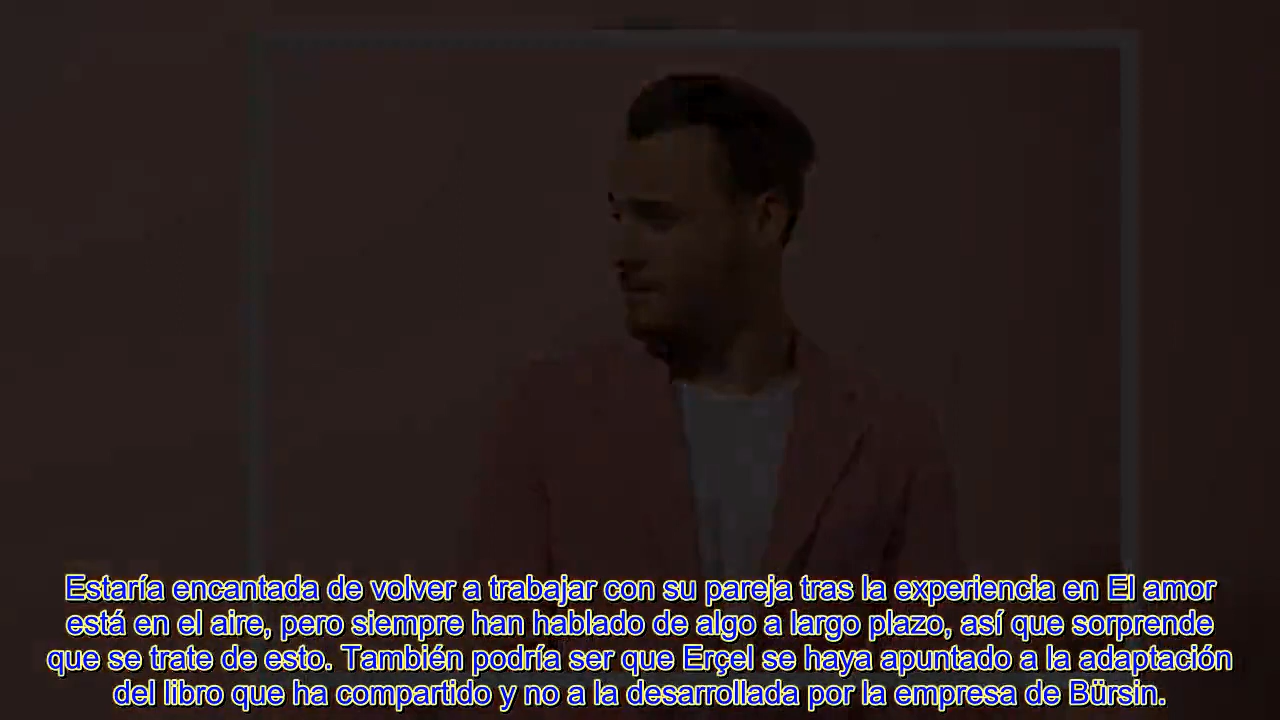 Estaría encantada de volver a trabajar con su pareja tras la experiencia en El amor
está en el aire, pero siempre han hablado de algo a largo plazo, así que sorprende
que se trate de esto. También podría ser que Erçel se haya apuntado a la adaptación
del libro que ha compartido y no a la desarrollada por la empresa de Bürsin.